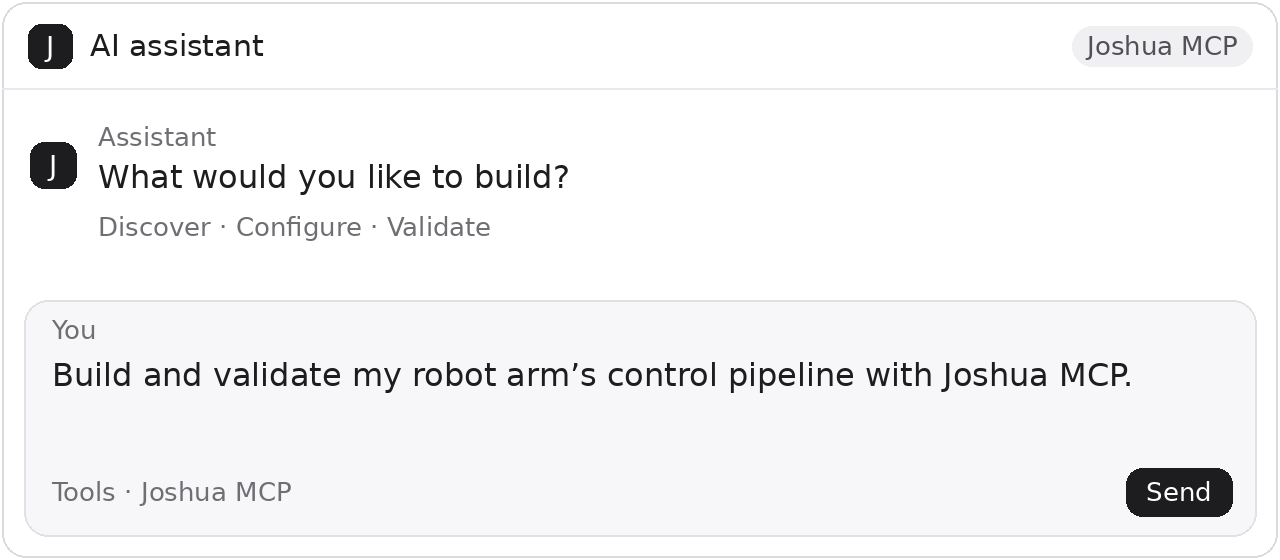 J AI assistant Joshua MCP
Assistant
J What would you like to build?
Discover · Configure · Validate
You
Build and validate my robot arm’s control pipeline with Joshua MCP.
Tools · Joshua MCP Send